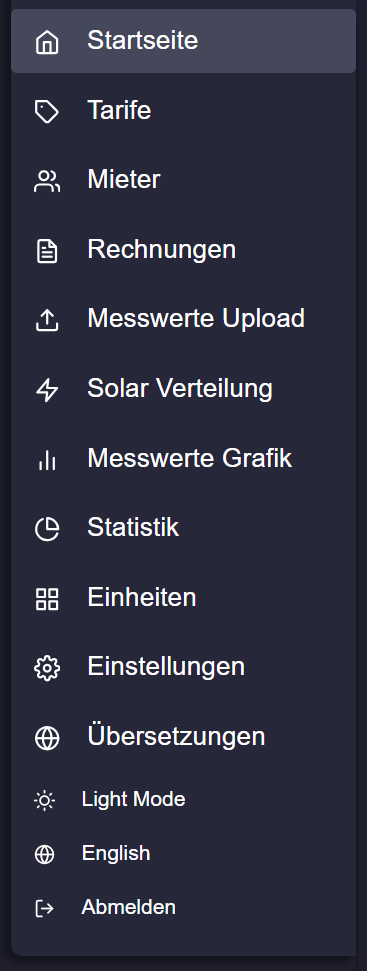 Startseite
Tarife
Mieter
Rechnungen
Messwerte Upload
Solar Verteilung
Messwerte Grafik
Statistik
Einheiten
Einstellungen
Übersetzungen
Light Mode
English
Abmelden